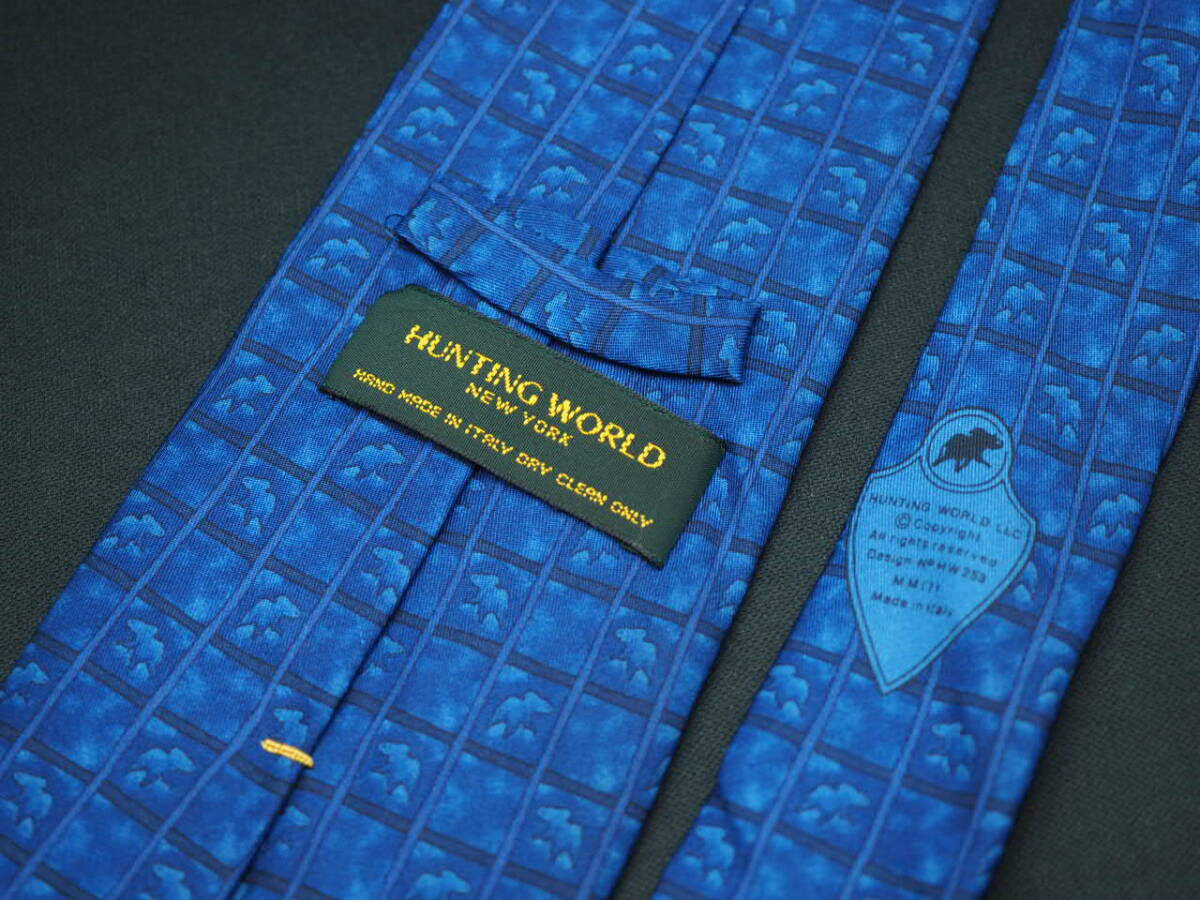 HUNTING WORLD
NEW YORK
HAND MADE IN ITALY DRY CLEAN ONLY
HUNTING WORLD LLC
© Copyright
All rights reserved
Design Nº HW 253
Made in Italy